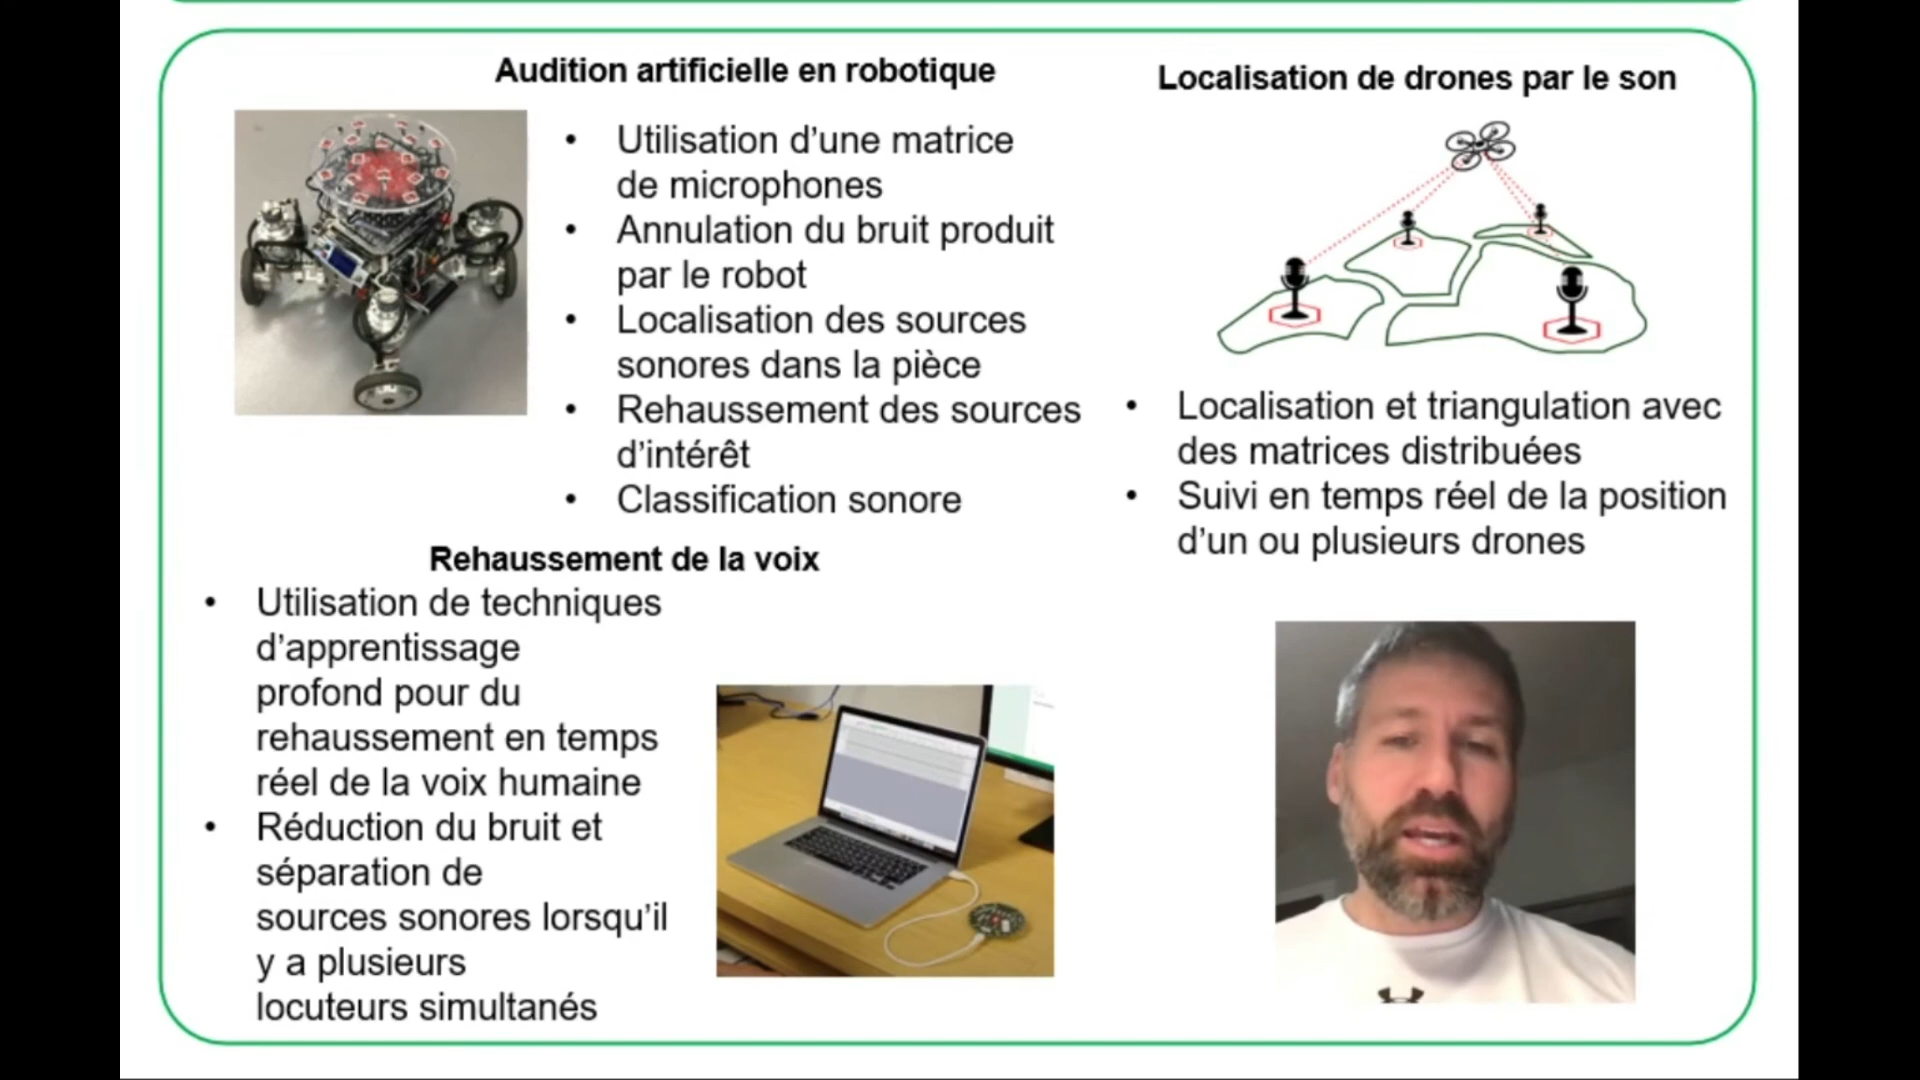 Audition artificielle en robotique
• Utilisation d’une matrice
de microphones
• Annulation du bruit produit
par le robot
• Localisation des sources
sonores dans la pièce
• Rehaussement des sources
d’intérêt
• Classification sonore
Localisation de drones par le son
• Localisation et triangulation avec
des matrices distribuées
• Suivi en temps réel de la position
d’un ou plusieurs drones
Rehaussement de la voix
• Utilisation de techniques
d’apprentissage
profond pour du
rehaussement en temps
réel de la voix humaine
• Réduction du bruit et
séparation de
sources sonores lorsqu’il
y a plusieurs
locuteurs simultanés